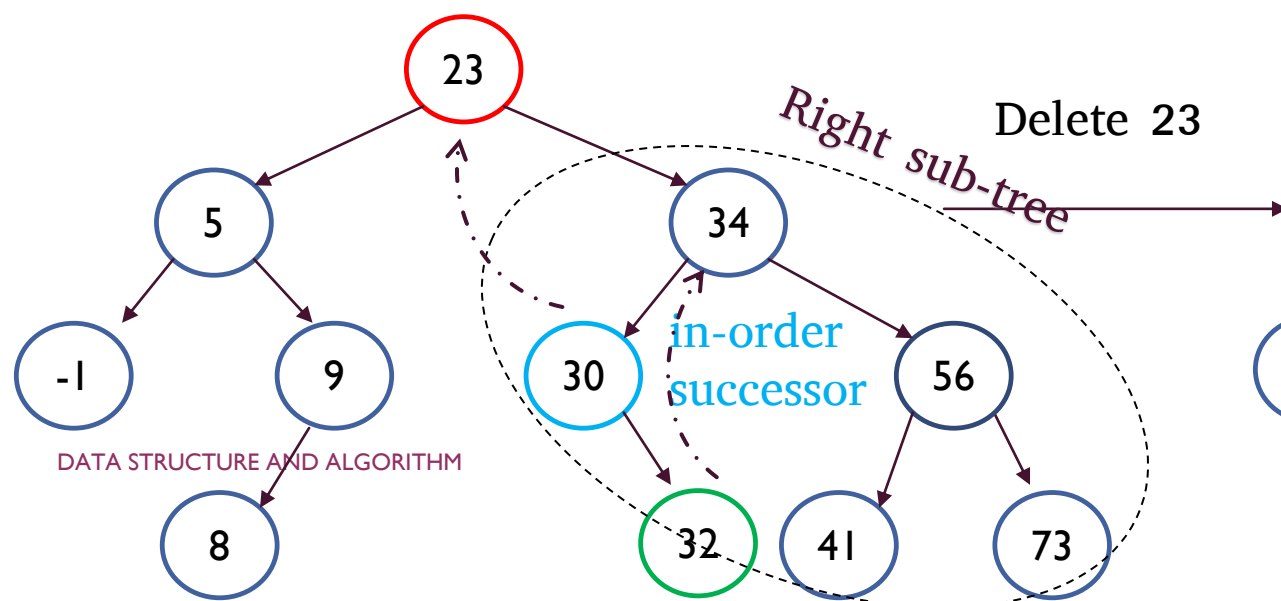 23
Right sub-tree
Delete 23
5
34
in-order
successor
-1
9
30
56
DATA STRUCTURE AND ALGORITHM
8
32
41
73